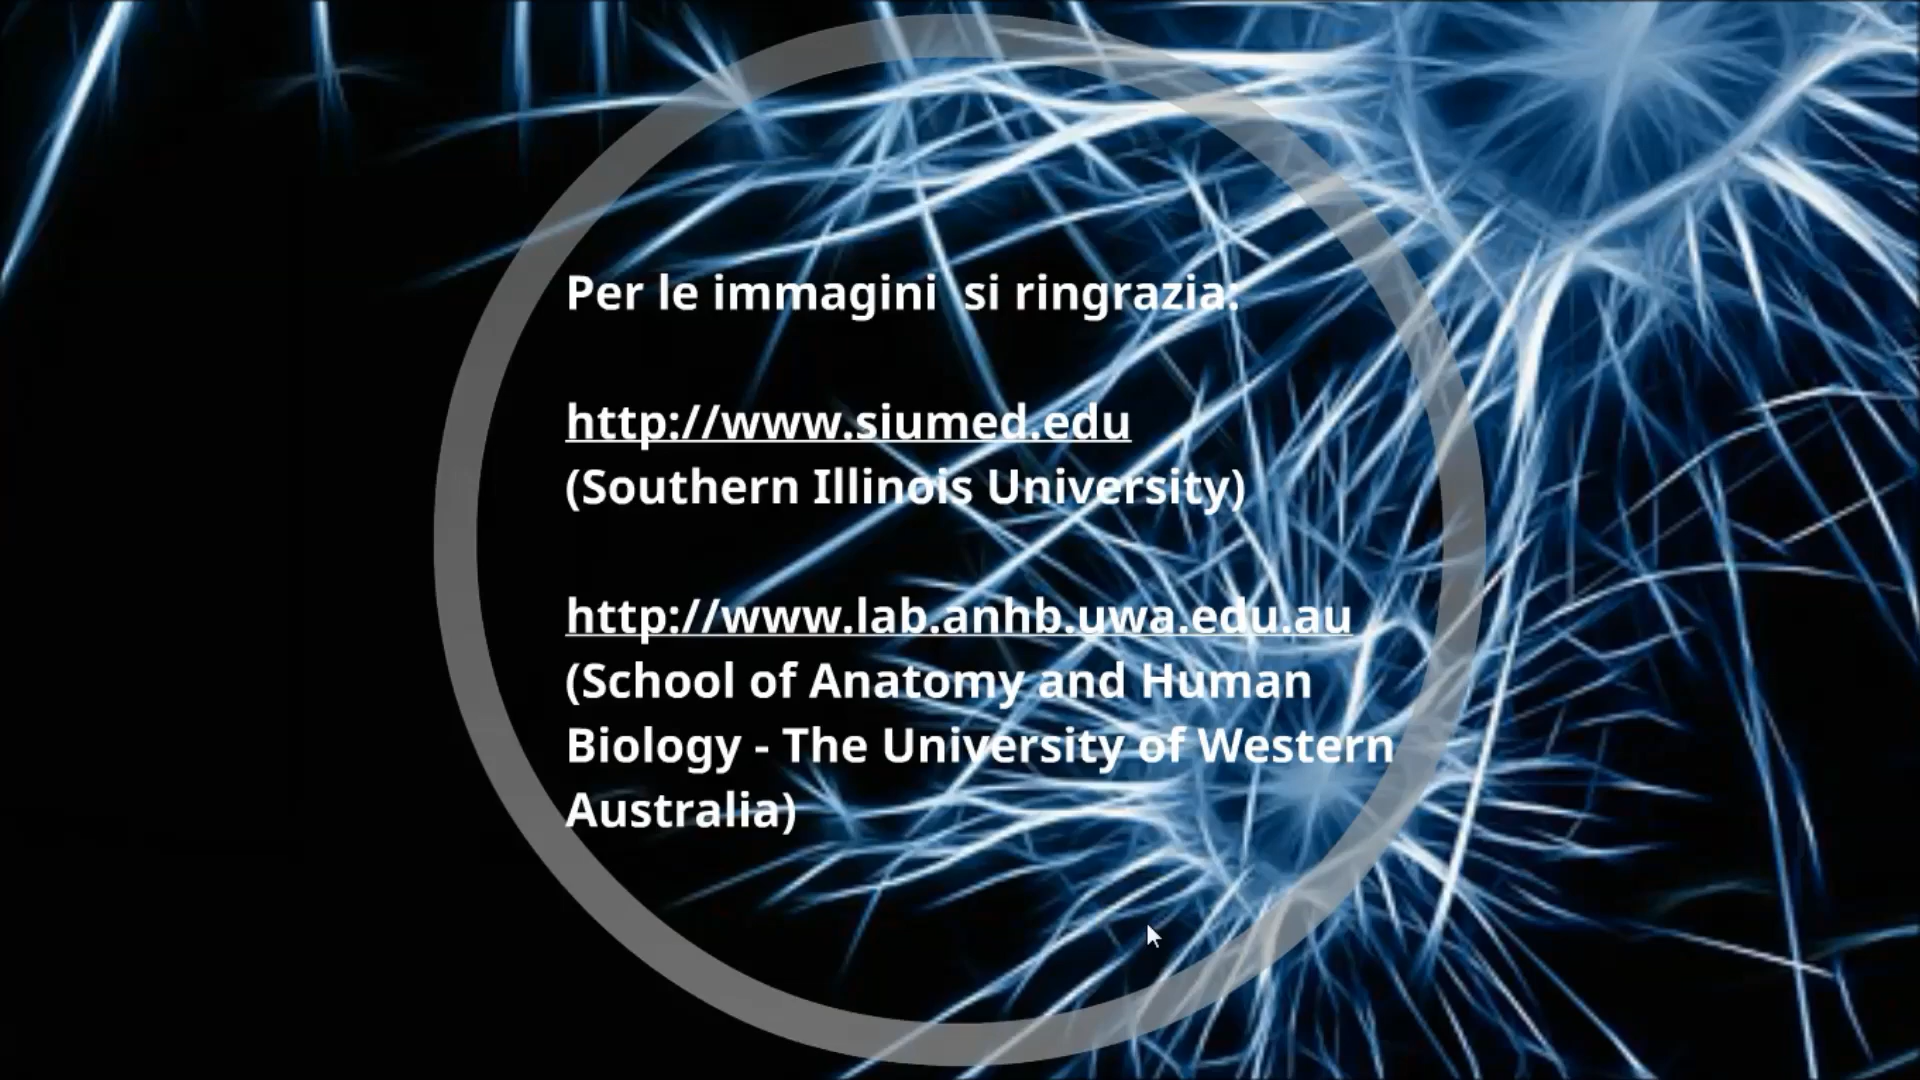 Per le immagini  si ringrazia:
http://www.siumed.edu
(Southern Illinois University)
http://www.lab.anhb.uwa.edu.au
(School of Anatomy and Human
Biology - The University of Western
Australia)